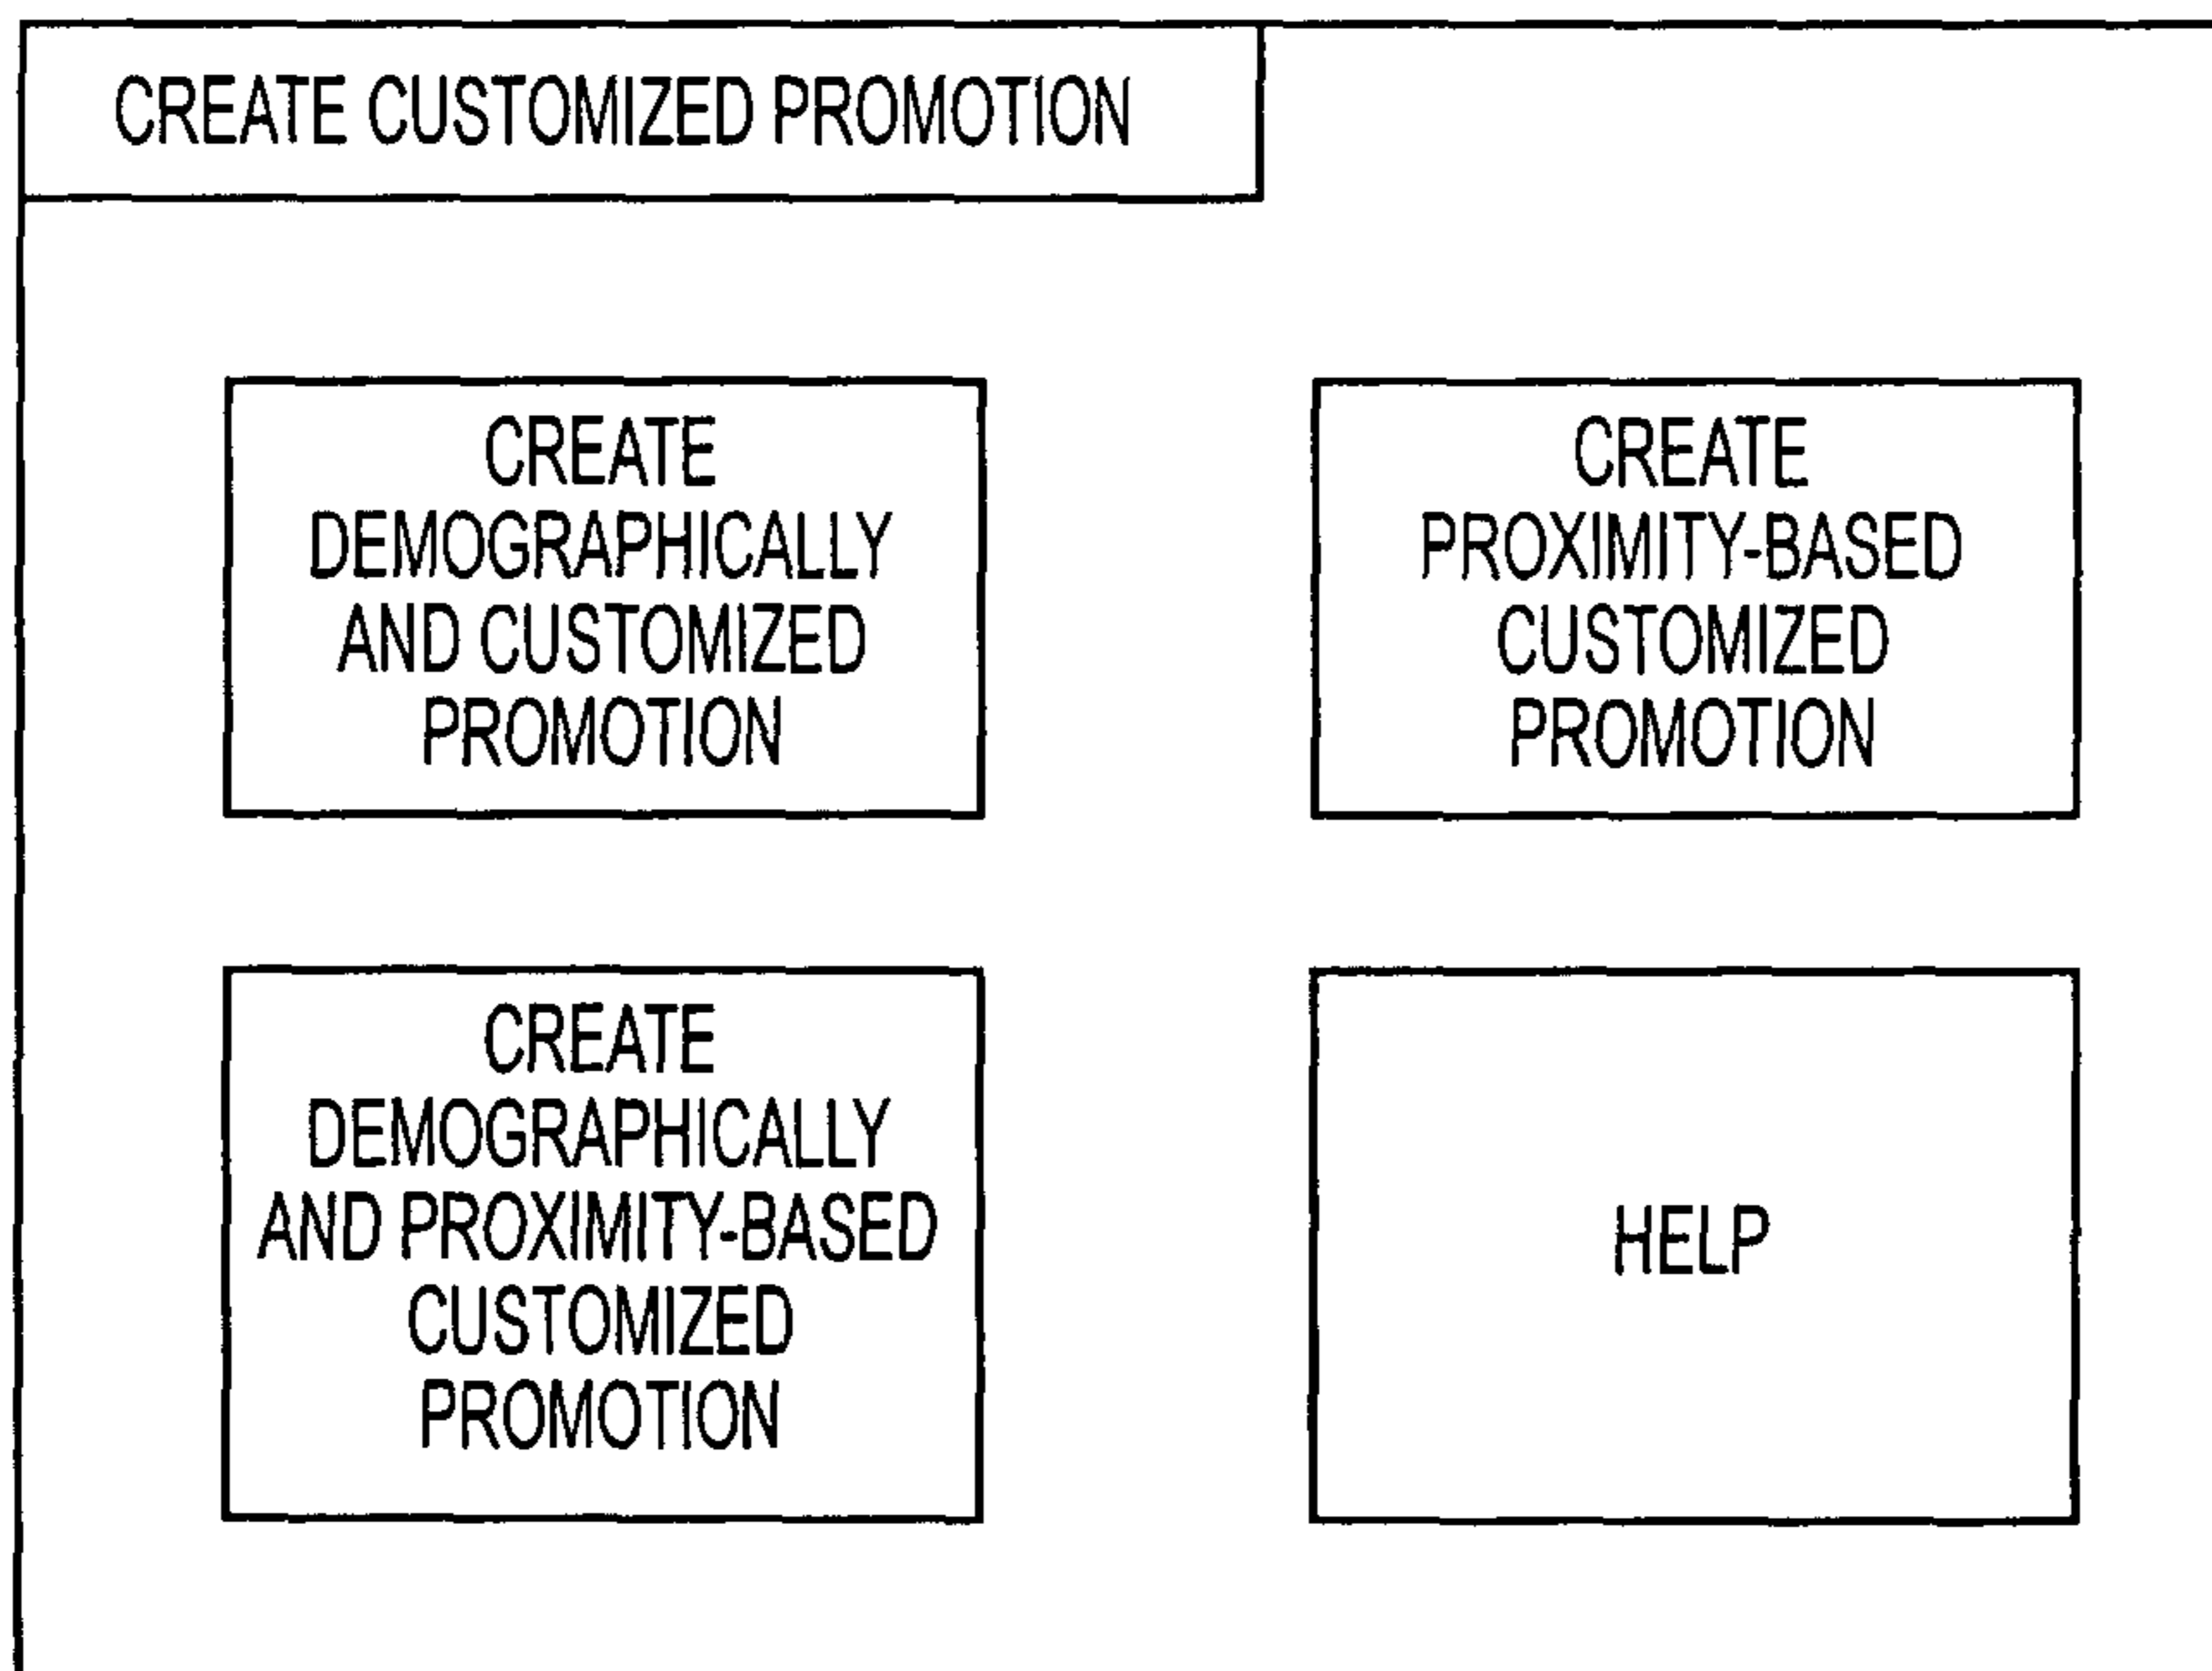 CREATE CUSTOMIZED PROMOTION
CREATE
DEMOGRAPHICALLY
AND CUSTOMIZED
PROMOTION
CREATE
PROXIMITY-BASED
CUSTOMIZED
PROMOTION
CREATE
DEMOGRAPHICALLY
AND PROXIMITY-BASED
CUSTOMIZED
PROMOTION
HELP